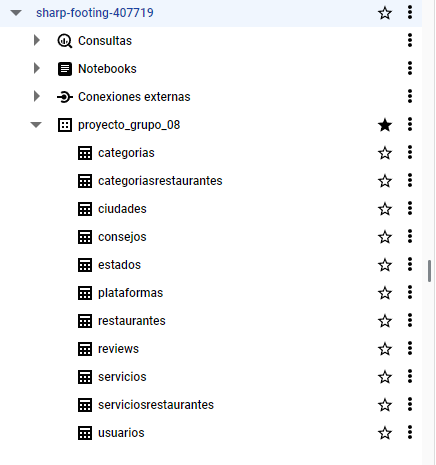 sharp-footing-407719
Consultas
Notebooks
Conexiones externas
proyecto_grupo_08
categorias
categoriasrestaurantes
ciudades
consejos
estados
plataformas
restaurantes
reviews
servicios
serviciosrestaurantes
usuarios